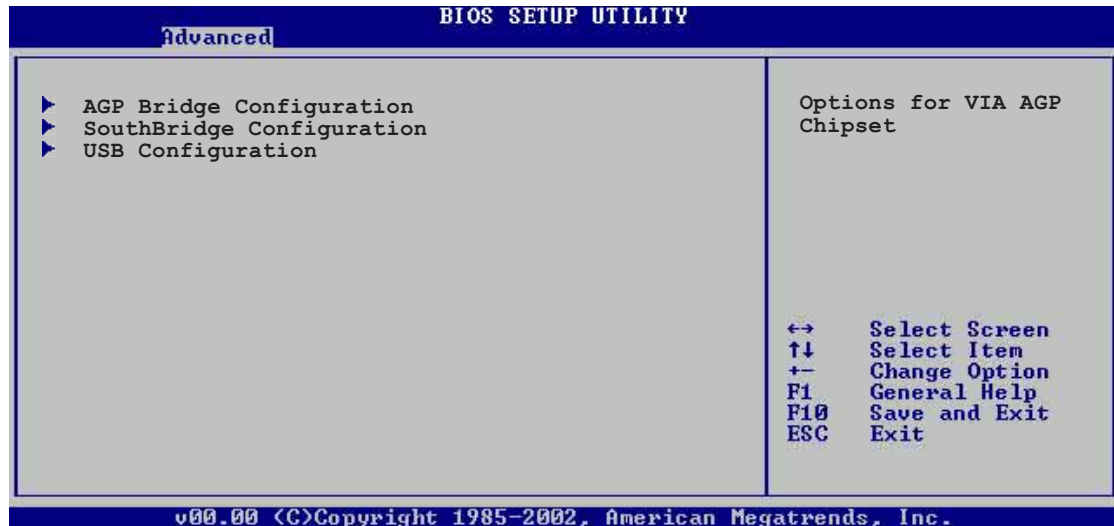 BIOS SETUP UTILITY
Advanced
AGP Bridge Configuration
SouthBridge Configuration
USB Configuration
Options for VIA AGP
Chipset
←→ Select Screen
↑↓ Select Item
+- Change Option
F1 General Help
F10 Save and Exit
ESC Exit
v00.00 (C)Copyright 1985-2002, American Megatrends, Inc.